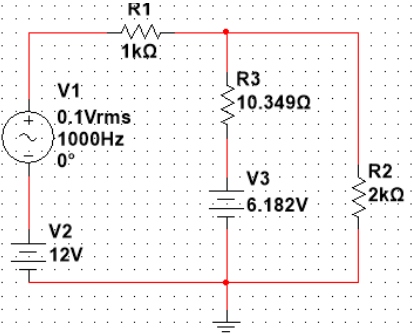 R1
1kΩ
V1
0.1Vrms
1000Hz
0°
R3
10.349Ω
V3
6.182V
R2
2kΩ
V2
12V